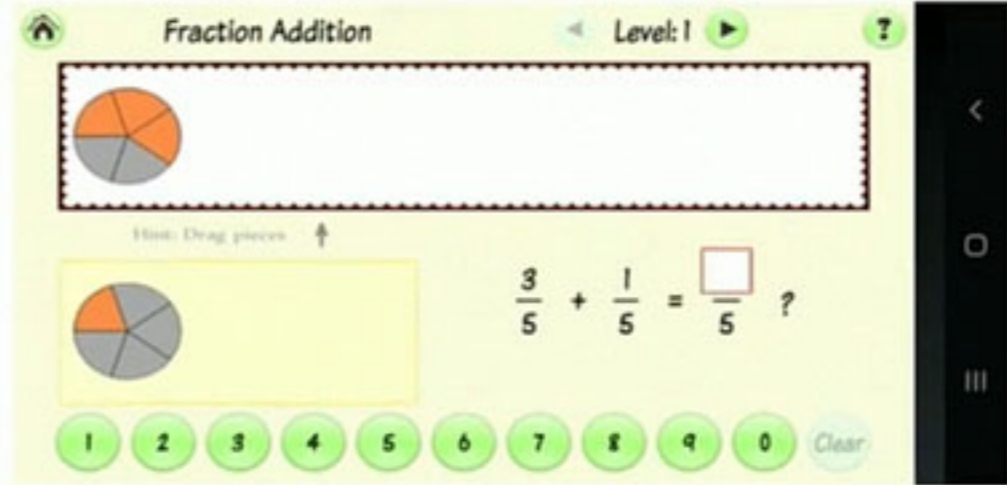 Fraction Addition
Level: 1
?
Hint: Drag pieces
3/5 + 1/5 = /5 ?
1 2 3 4 5 6 7 8 9 0 Clear